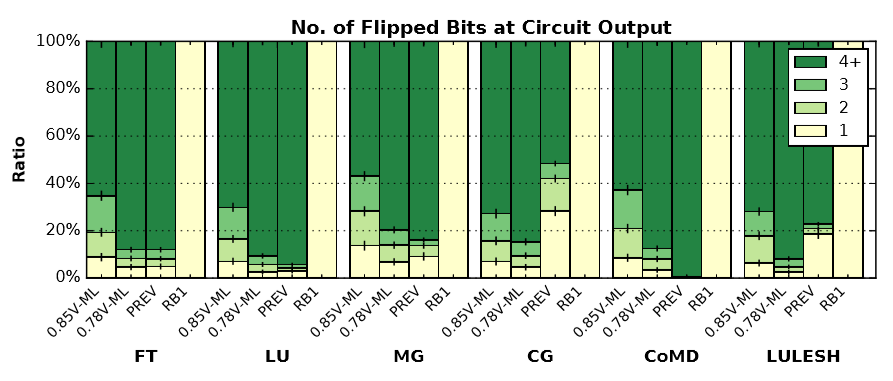 No. of Flipped Bits at Circuit Output
100%
80%
60%
40%
20%
0%
Ratio
4+
3
2
1
0.85V-ML 0.78V-ML PREV RB1 0.85V-ML 0.78V-ML PREV RB1 0.85V-ML 0.78V-ML PREV RB1 0.85V-ML 0.78V-ML PREV RB1 0.85V-ML 0.78V-ML PREV RB1 0.85V-ML 0.78V-ML PREV RB1
FT LU MG CG CoMD LULESH